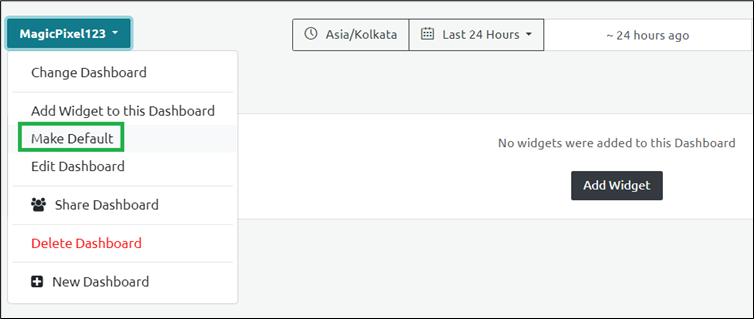 MagicPixel123
Asia/Kolkata
Last 24 Hours
~ 24 hours ago
Change Dashboard
Add Widget to this Dashboard
Make Default
Edit Dashboard
Share Dashboard
Delete Dashboard
New Dashboard
No widgets were added to this Dashboard
Add Widget